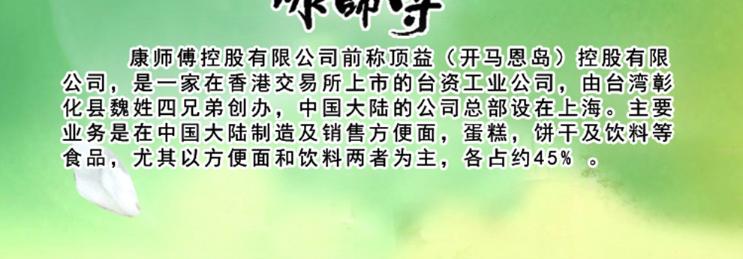 康師傅
康师傅控股有限公司前称顶益（开马恩岛）控股有限
公司，是一家在香港交易所上市的台资工业公司，由台湾彰
化县魏姓四兄弟创办，中国大陆的公司总部设在上海。主要
业务是在中国大陆制造及销售方便面，蛋糕，饼干及饮料等
食品，尤其以方便面和饮料两者为主，各占约45% 。